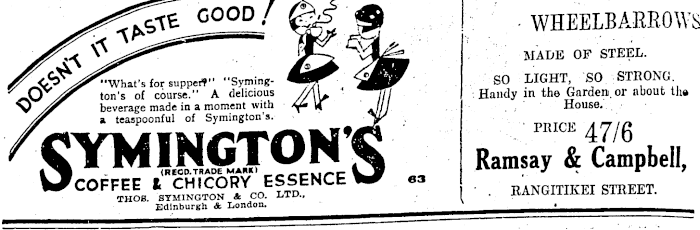 DOESN'T IT TASTE GOOD!
"What's for supper?" "Syming-
ton's of course." A delicious
beverage made in a moment with
a teaspoonful of Symington's.
SYMINGTON'S
(REGD. TRADE MARK)
COFFEE & CHICORY ESSENCE
63
THOS. SYMINGTON & CO. LTD.,
Edinburgh & London.
WHEELBARROWS
MADE OF STEEL.
SO LIGHT, SO STRONG.
Handy in the Garden or about the
House.
PRICE 47/6
Ramsay & Campbell,
RANGITIKEI STREET.